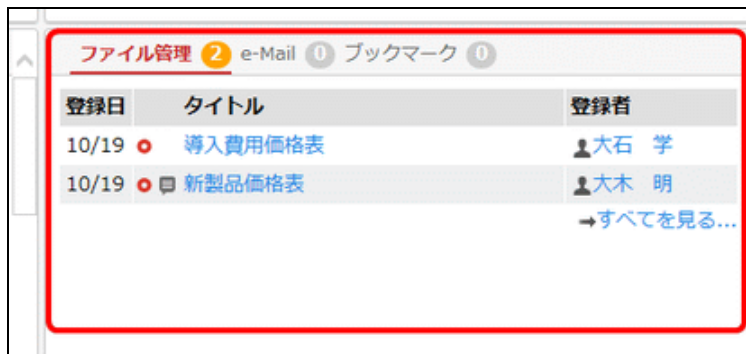 ファイル管理 2 e-Mail 0 ブックマーク 0
登録日 タイトル 登録者
10/19 導入費用価格表 大石　学
10/19 新製品価格表 大木　明
→すべてを見る...